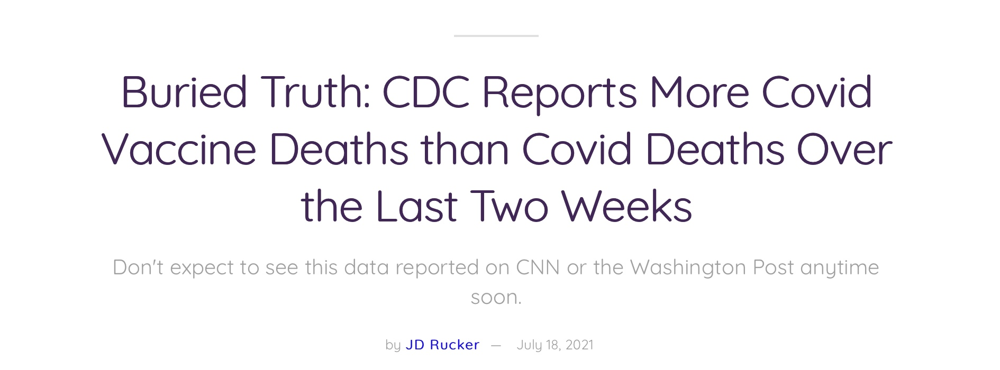 Buried Truth: CDC Reports More Covid
Vaccine Deaths than Covid Deaths Over
the Last Two Weeks
Don't expect to see this data reported on CNN or the Washington Post anytime
soon.
by JD Rucker — July 18, 2021